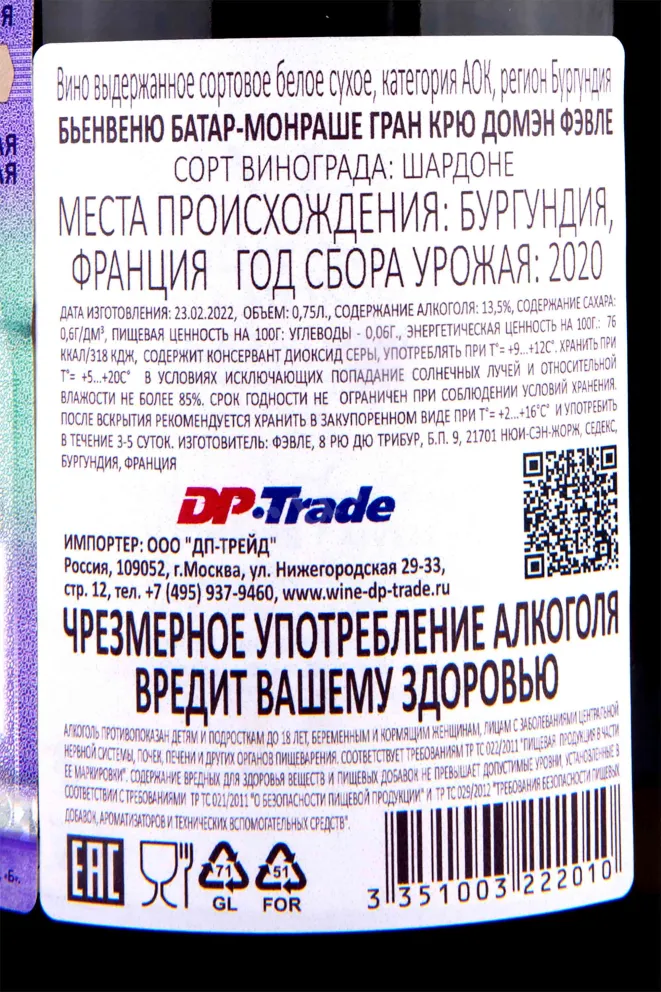 Я
АЯ
АЯ
Вино выдержанное сортовое белое сухое, категория АОК, регион Бургундия
БЬЕНВЕНЮ БАТАР-МОНРАШЕ ГРАН КРЮ ДОМЭН ФЭВЛЕ
СОРТ ВИНОГРАДА: ШАРДОНЕ
МЕСТА ПРОИСХОЖДЕНИЯ: БУРГУНДИЯ,
ФРАНЦИЯ ГОД СБОРА УРОЖАЯ: 2020
ДАТА ИЗГОТОВЛЕНИЯ: 23.02.2022, ОБЪЕМ: 0,75Л., СОДЕРЖАНИЕ АЛКОГОЛЯ: 13,5%, СОДЕРЖАНИЕ САХАРА:
0,6Г/ДМ³, ПИЩЕВАЯ ЦЕННОСТЬ НА 100Г: УГЛЕВОДЫ - 0,06Г., ЭНЕРГЕТИЧЕСКАЯ ЦЕННОСТЬ НА 100Г.: 76
ККАЛ/318 КДЖ, СОДЕРЖИТ КОНСЕРВАНТ ДИОКСИД СЕРЫ, УПОТРЕБЛЯТЬ ПРИ Т°= +9...+12С°. ХРАНИТЬ ПРИ
Т°= +5...+20С° В УСЛОВИЯХ ИСКЛЮЧАЮЩИХ ПОПАДАНИЕ СОЛНЕЧНЫХ ЛУЧЕЙ И ОТНОСИТЕЛЬНОЙ
ВЛАЖНОСТИ НЕ БОЛЕЕ 85%. СРОК ГОДНОСТИ НЕ ОГРАНИЧЕН ПРИ СОБЛЮДЕНИИ УСЛОВИЙ ХРАНЕНИЯ.
ПОСЛЕ ВСКРЫТИЯ РЕКОМЕНДУЕТСЯ ХРАНИТЬ В ЗАКУПОРЕННОМ ВИДЕ ПРИ Т°= +2...+16°С° И УПОТРЕБИТЬ
В ТЕЧЕНИЕ 3-5 СУТОК. ИЗГОТОВИТЕЛЬ: ФЭВЛЕ, 8 РЮ ДЮ ТРИБУР, Б.П. 9, 21701 НЮИ-СЭН-ЖОРЖ, СЕДЕКС,
БУРГУНДИЯ, ФРАНЦИЯ
DP-Trade
ИМПОРТЕР: ООО "ДП-ТРЕЙД"
Россия, 109052, г.Москва, ул. Нижегородская 29-33,
стр. 12, тел. +7 (495) 937-9460, www.wine-dp-trade.ru
ЧРЕЗМЕРНОЕ УПОТРЕБЛЕНИЕ АЛКОГОЛЯ
ВРЕДИТ ВАШЕМУ ЗДОРОВЬЮ
АЛКОГОЛЬ ПРОТИВОПОКАЗАН ДЕТЯМ И ПОДРОСТКАМ ДО 18 ЛЕТ, БЕРЕМЕННЫМ И КОРМЯЩИМ ЖЕНЩИНАМ, ЛИЦАМ С ЗАБОЛЕВАНИЯМИ ЦЕНТРАЛЬНОЙ
НЕРВНОЙ СИСТЕМЫ, ПОЧЕК, ПЕЧЕНИ И ДРУГИХ ОРГАНОВ ПИЩЕВАРЕНИЯ. СООТВЕТСТВУЕТ ТРЕБОВАНИЯМ ТР ТС 022/2011 "ПИЩЕВАЯ ПРОДУКЦИЯ В ЧАСТИ
ЕЕ МАРКИРОВКИ". СОДЕРЖАНИЕ ВРЕДНЫХ ДЛЯ ЗДОРОВЬЯ ВЕЩЕСТВ И ПИЩЕВЫХ ДОБАВОК НЕ ПРЕВЫШАЕТ ДОПУСТИМЫЕ УРОВНИ, УСТАНОВЛЕННЫЕ В
СООТВЕТСТВИИ С ТРЕБОВАНИЯМИ ТР ТС 021/2011 "О БЕЗОПАСНОСТИ ПИЩЕВОЙ ПРОДУКЦИИ" И ТР ТС 029/2012 "ТРЕБОВАНИЯ БЕЗОПАСНОСТИ ПИЩЕВЫХ
ДОБАВОК, АРОМАТИЗАТОРОВ И ТЕХНИЧЕСКИХ ВСПОМОГАТЕЛЬНЫХ СРЕДСТВ".
«Б».
ЕАС
71
GL
51
FOR
3 351003 222010